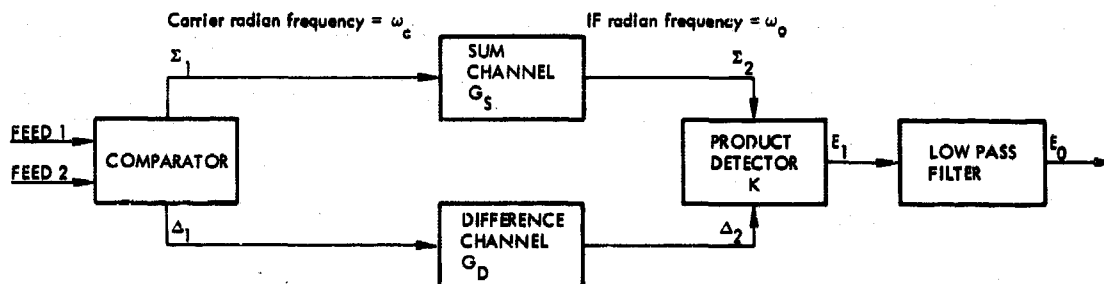 Carrier radian frequency = ω_c
IF radian frequency = ω_o
Σ_1
SUM
CHANNEL
G_S
Σ_2
FEED 1
FEED 2
COMPARATOR
PRODUCT
DETECTOR
K
E_1
LOW PASS
FILTER
E_0
Δ_1
DIFFERENCE
CHANNEL
G_D
Δ_2